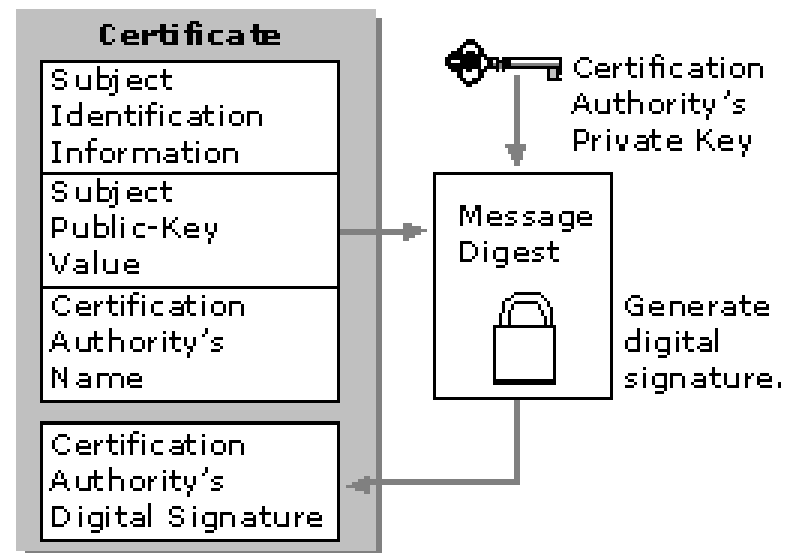 Certificate
Subject
Identification
Information
Subject
Public-Key
Value
Certification
Authority's
Name
Certification
Authority's
Digital Signature
Certification
Authority's
Private Key
Message
Digest
Generate
digital
signature.